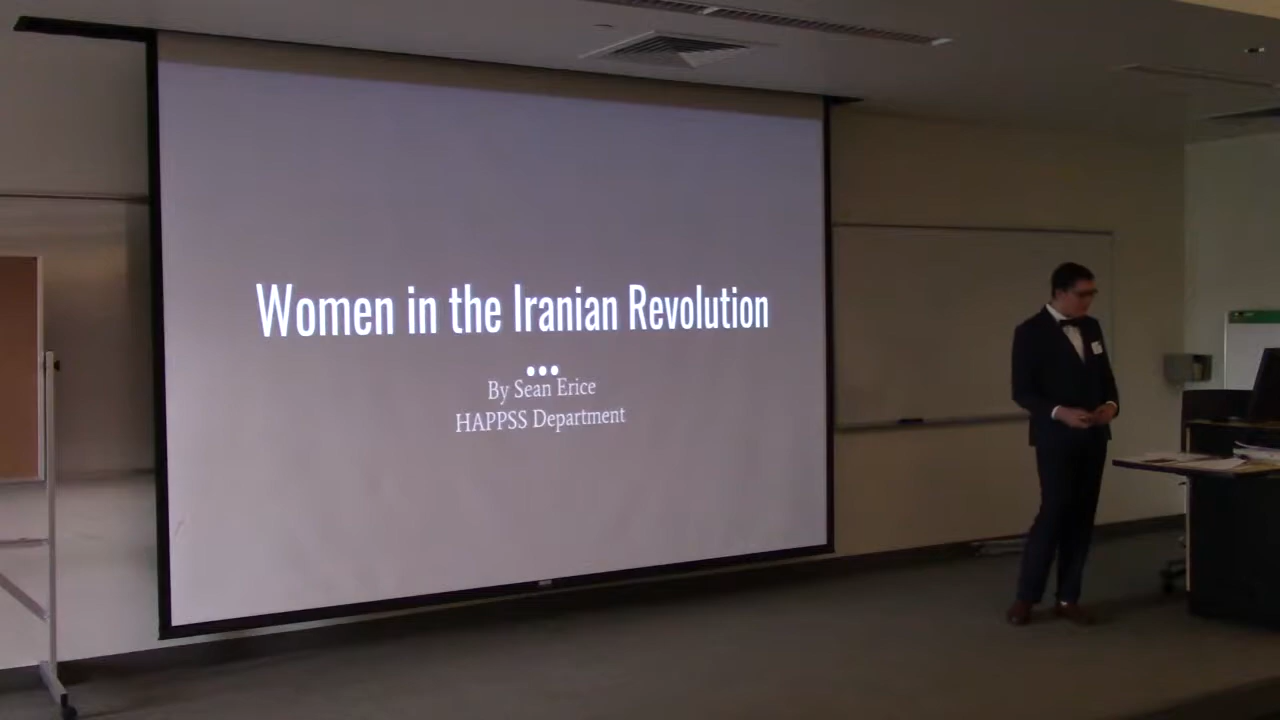 Women in the Iranian Revolution
By Sean Erice
HAPPSS Department